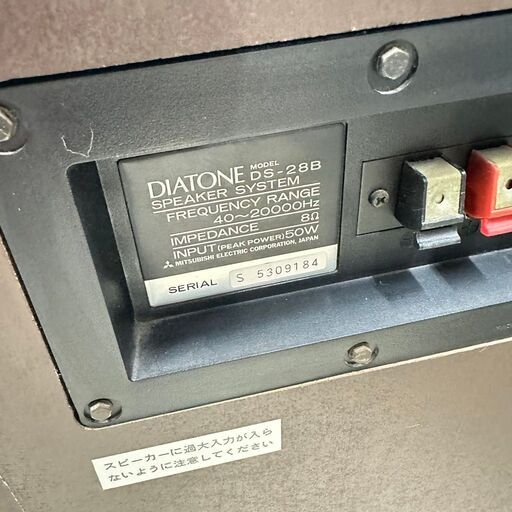 DIATONE MODEL DS-28B
SPEAKER SYSTEM
FREQUENCY RANGE
40~20000Hz
IMPEDANCE 8Ω
INPUT (PEAK POWER) 50W
MITSUBISHI ELECTRIC CORPORATION, JAPAN
SERIAL S 5309184
スピーカーに過大入力が入ら
ないように注意してください